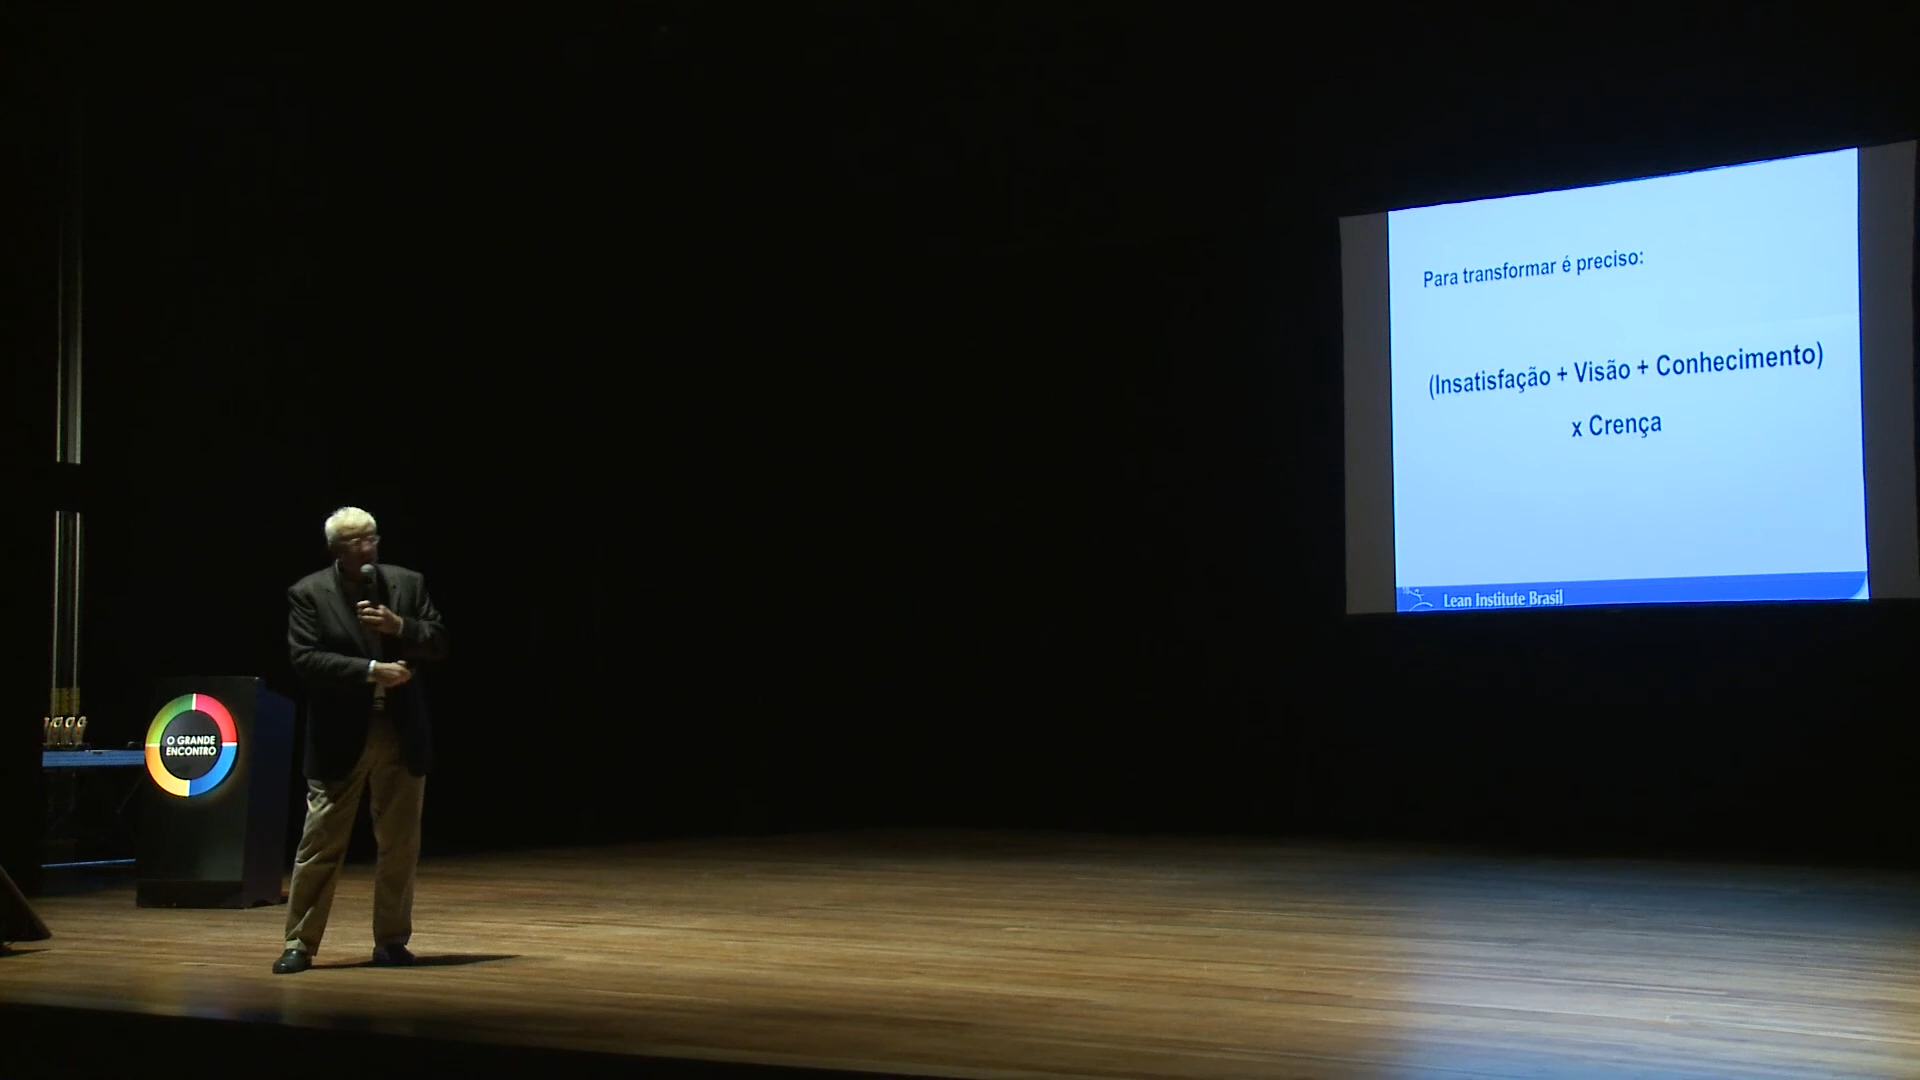 Para transformar é preciso:
(Insatisfação + Visão + Conhecimento)
x Crença
Lean Institute Brasil
O GRANDE
ENCONTRO